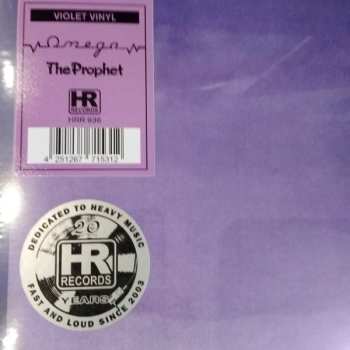 VIOLET VINYL
Omega
The Prophet
HR
RECORDS
HRR 936
4 251267 715312
DEDICATED TO HEAVY MUSIC
20
HR
RECORDS
YEARS
FAST AND LOUD SINCE 2003